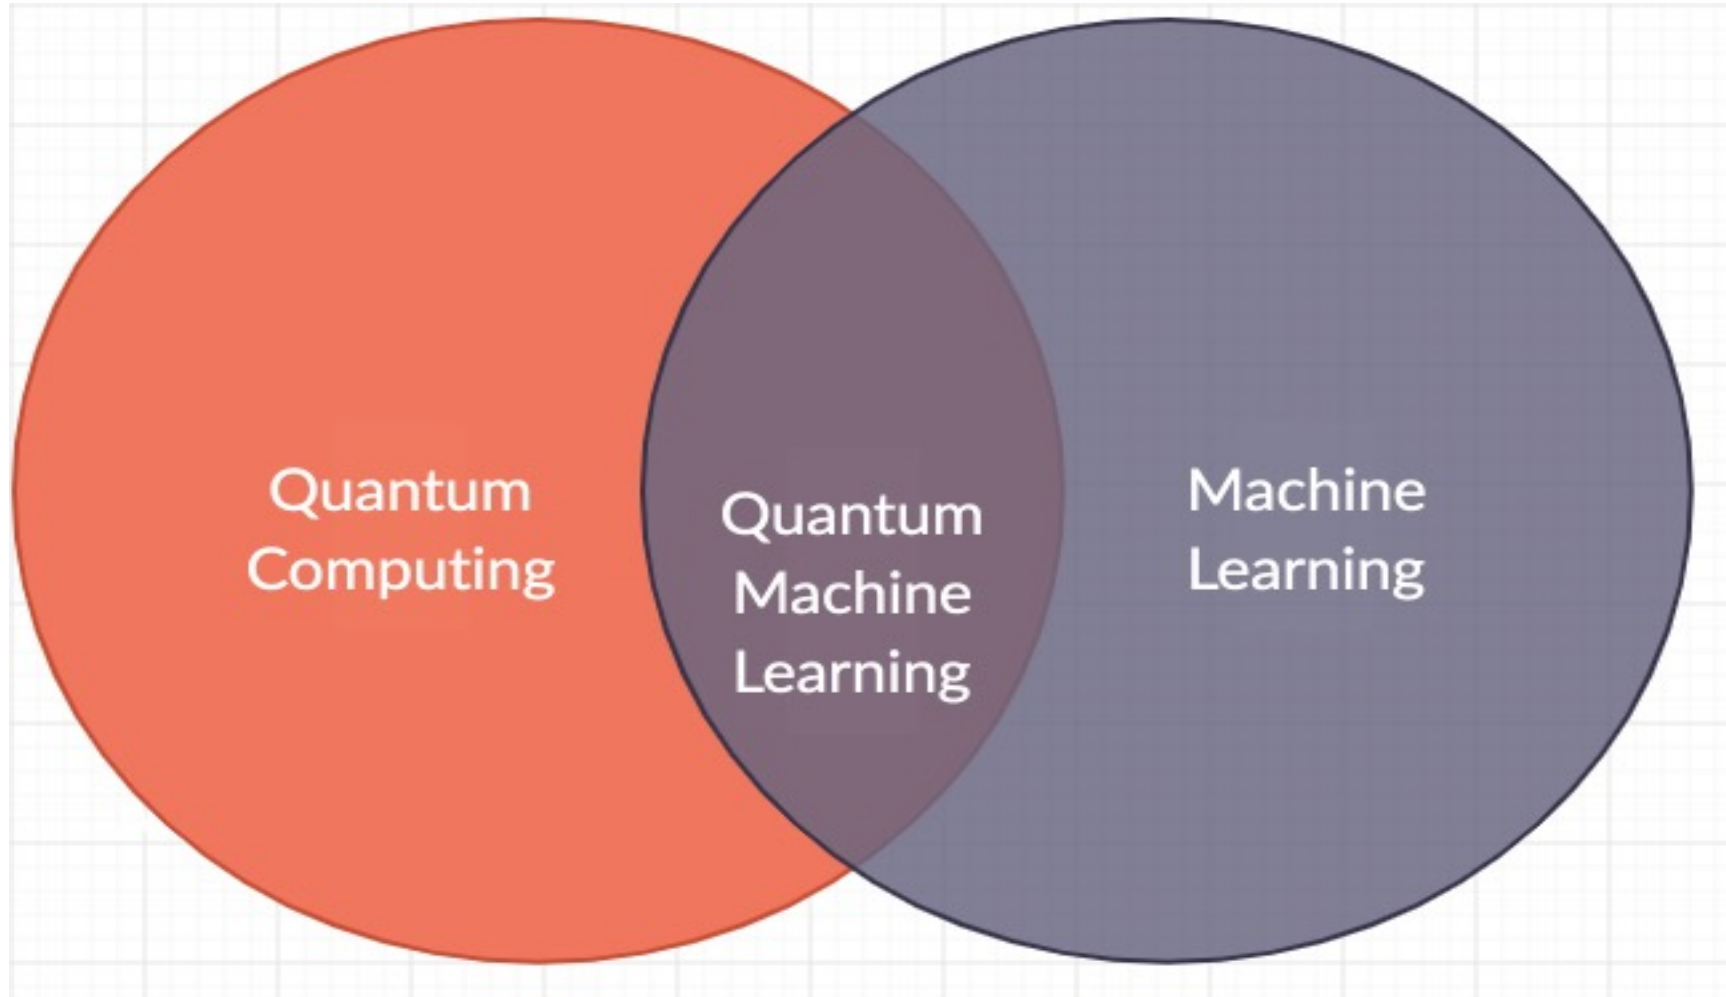 Quantum
Computing
Quantum
Machine
Learning
Machine
Learning